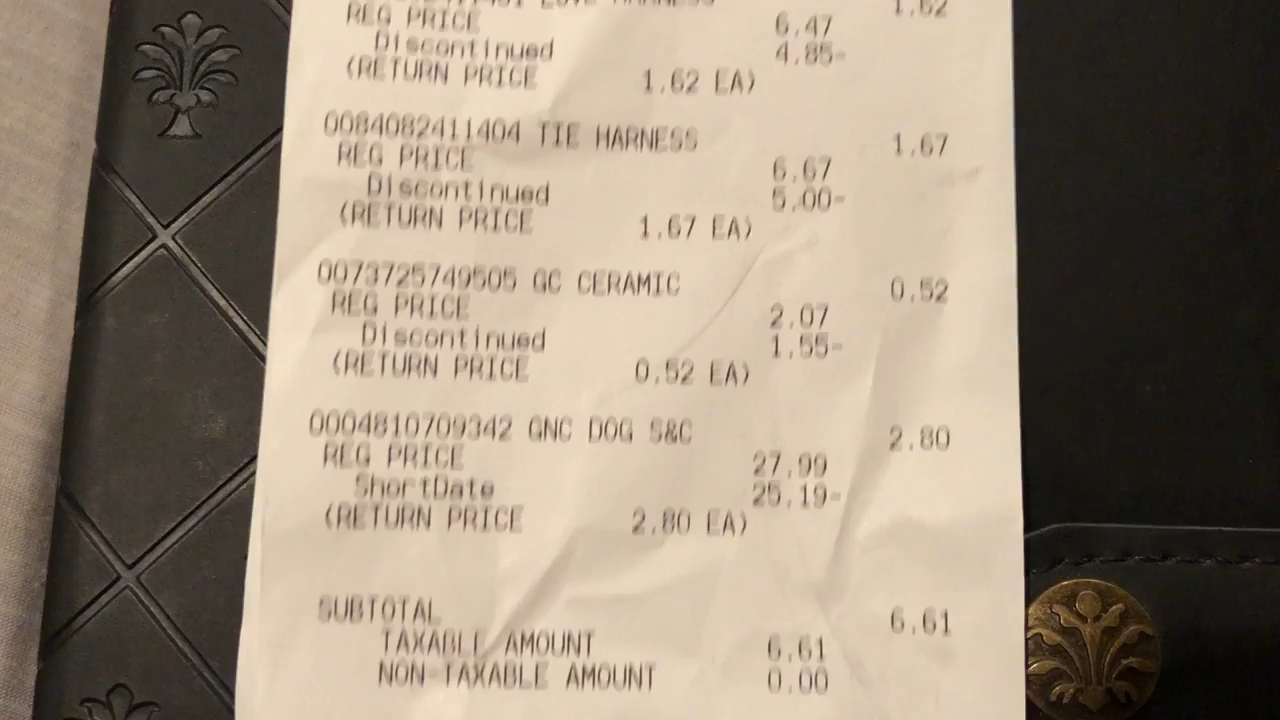 HARNESS 1.62
REG PRICE 6.47
Discontinued 4.85-
(RETURN PRICE 1.62 EA)
0084082411404 TIE HARNESS 1.67
REG PRICE 6.67
Discontinued 5.00-
(RETURN PRICE 1.67 EA)
0073725749505 GC CERAMIC 0.52
REG PRICE 2.07
Discontinued 1.55-
(RETURN PRICE 0.52 EA)
0004810709342 GNC DOG S&C 2.80
REG PRICE 27.99
ShortDate 25.19-
(RETURN PRICE 2.80 EA)
SUBTOTAL 6.61
TAXABLE AMOUNT 6.61
NON-TAXABLE AMOUNT 0.00